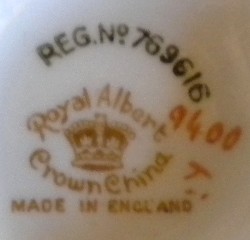 REG. Nº 769616
Royal Albert
9400
Crown China
T:
MADE IN ENGLAND